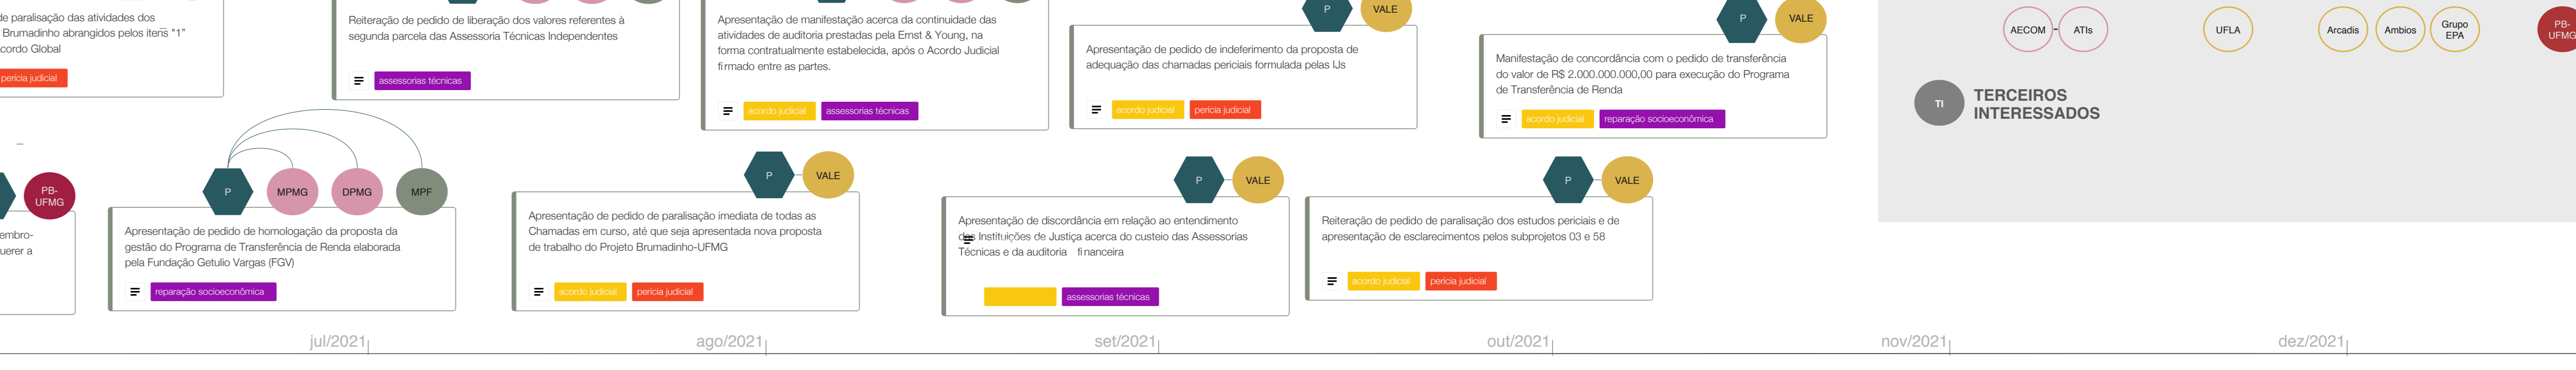 de paralisação das atividades dos
Brumadinho abrangidos pelos itens "1"
cordo Global
perícia judicial
Reiteração de pedido de liberação dos valores referentes à
segunda parcela das Assessoria Técnicas Independentes
assessorias técnicas
Apresentação de manifestação acerca da continuidade das
atividades de auditoria prestadas pela Ernst & Young, na
forma contratualmente estabelecida, após o Acordo Judicial
firmado entre as partes.
acordo judicial
assessorias técnicas
P
VALE
Apresentação de pedido de indeferimento da proposta de
adequação das chamadas periciais formulada pelas IJs
acordo judicial
perícia judicial
P
VALE
Manifestação de concordância com o pedido de transferência
do valor de R$ 2.000.000.000,00 para execução do Programa
de Transferência de Renda
acordo judicial
reparação socioeconômica
AECOM
ATIs
UFLA
Arcadis
Ambios
Grupo
EPA
PB-
UFMG
TI
TERCEIROS
INTERESSADOS
PB-
UFMG
embro-
uerer a
P
MPMG
DPMG
MPF
Apresentação de pedido de homologação da proposta da
gestão do Programa de Transferência de Renda elaborada
pela Fundação Getulio Vargas (FGV)
reparação socioeconômica
P
VALE
Apresentação de pedido de paralisação imediata de todas as
Chamadas em curso, até que seja apresentada nova proposta
de trabalho do Projeto Brumadinho-UFMG
acordo judicial
perícia judicial
P
VALE
Apresentação de discordância em relação ao entendimento
das Instituições de Justiça acerca do custeio das Assessorias
Técnicas e da auditoria financeira
assessorias técnicas
P
VALE
Reiteração de pedido de paralisação dos estudos periciais e de
apresentação de esclarecimentos pelos subprojetos 03 e 58
acordo judicial
perícia judicial
jul/2021
ago/2021
set/2021
out/2021
nov/2021
dez/2021